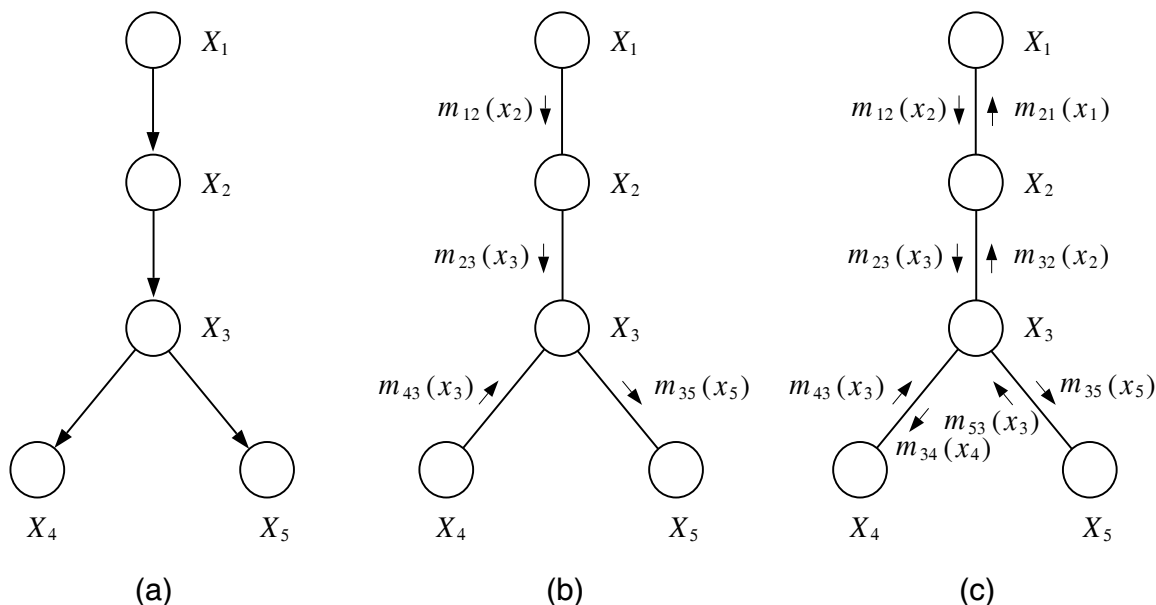 X1
X2
X3
X4
X5
(a)
X1
m12(x2)
X2
m23(x3)
X3
m43(x3)
m35(x5)
X4
X5
(b)
X1
m12(x2)
m21(x1)
X2
m23(x3)
m32(x2)
X3
m43(x3)
m35(x5)
m53(x3)
m34(x4)
X4
X5
(c)